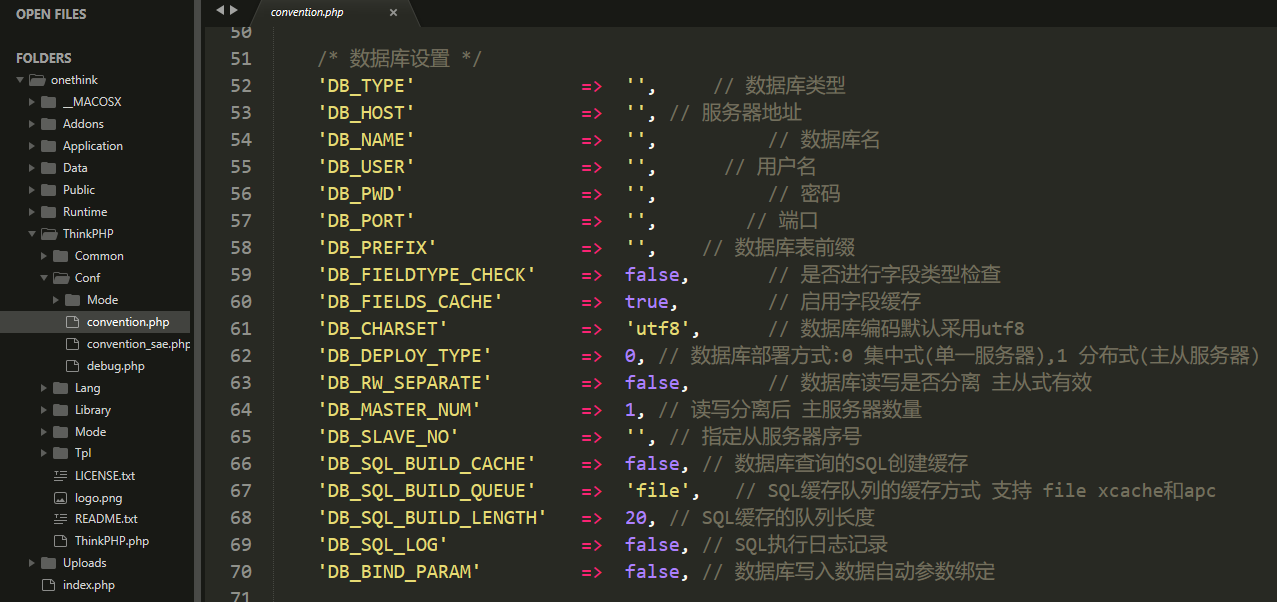 OPEN FILES
FOLDERS
onethink
__MACOSX
Addons
Application
Data
Public
Runtime
ThinkPHP
Common
Conf
Mode
convention.php
convention_sae.php
debug.php
Lang
Library
Mode
Tpl
LICENSE.txt
logo.png
README.txt
ThinkPHP.php
Uploads
index.php
convention.php ×
50
51 /* 数据库设置 */
52 'DB_TYPE' => '', // 数据库类型
53 'DB_HOST' => '', // 服务器地址
54 'DB_NAME' => '', // 数据库名
55 'DB_USER' => '', // 用户名
56 'DB_PWD' => '', // 密码
57 'DB_PORT' => '', // 端口
58 'DB_PREFIX' => '', // 数据库表前缀
59 'DB_FIELDTYPE_CHECK' => false, // 是否进行字段类型检查
60 'DB_FIELDS_CACHE' => true, // 启用字段缓存
61 'DB_CHARSET' => 'utf8', // 数据库编码默认采用utf8
62 'DB_DEPLOY_TYPE' => 0, // 数据库部署方式:0 集中式(单一服务器),1 分布式(主从服务器)
63 'DB_RW_SEPARATE' => false, // 数据库读写是否分离 主从式有效
64 'DB_MASTER_NUM' => 1, // 读写分离后 主服务器数量
65 'DB_SLAVE_NO' => '', // 指定从服务器序号
66 'DB_SQL_BUILD_CACHE' => false, // 数据库查询的SQL创建缓存
67 'DB_SQL_BUILD_QUEUE' => 'file', // SQL缓存队列的缓存方式 支持 file xcache和apc
68 'DB_SQL_BUILD_LENGTH' => 20, // SQL缓存的队列长度
69 'DB_SQL_LOG' => false, // SQL执行日志记录
70 'DB_BIND_PARAM' => false, // 数据库写入数据自动参数绑定
71